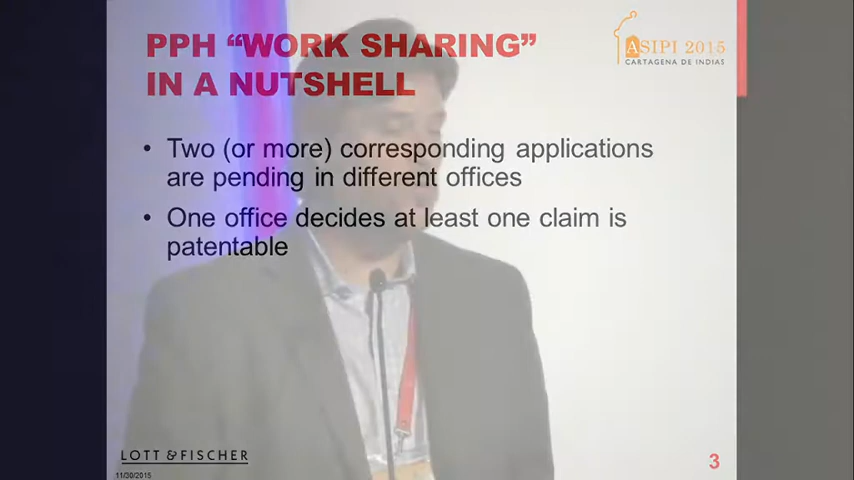 PPH “WORK SHARING”
IN A NUTSHELL
ASIPI 2015
CARTAGENA DE INDIAS
• Two (or more) corresponding applications
are pending in different offices
• One office decides at least one claim is
patentable
LOTT & FISCHER
11/30/2015
3